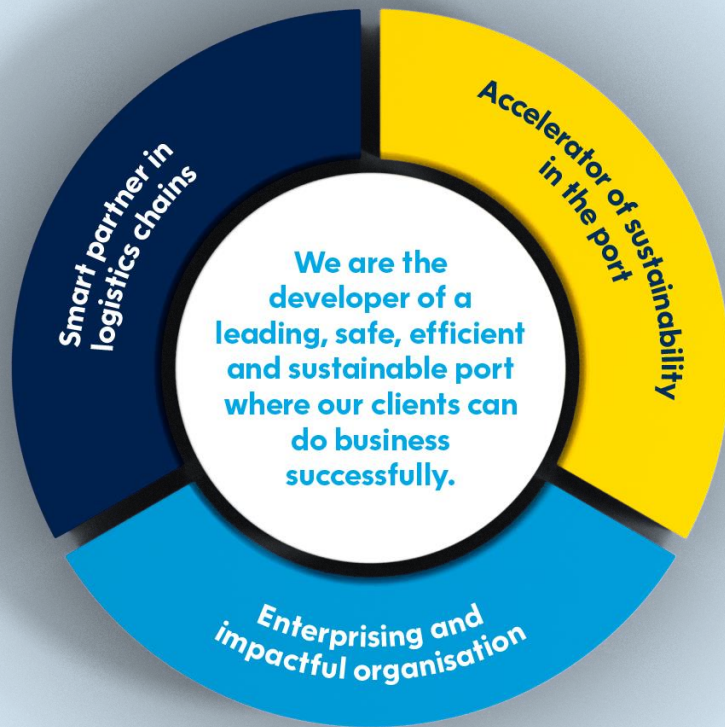 Smart partner in
logistics chains
Accelerator of sustainability
in the port
We are the
developer of a
leading, safe, efficient
and sustainable port
where our clients can
do business
successfully.
Enterprising and
impactful organisation